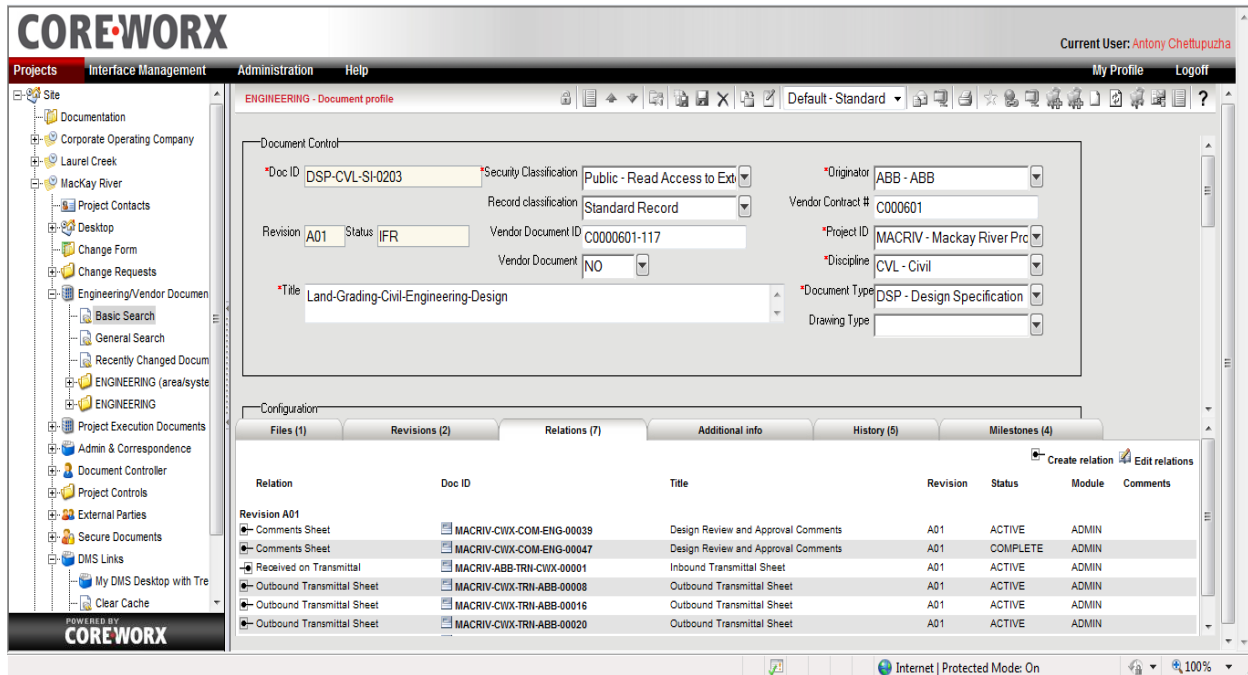 CORE•WORX
Current User: Antony Chettupuzha
Projects Interface Management Administration Help My Profile Logoff
Site
Documentation
Corporate Operating Company
Laurel Creek
MacKay River
Project Contacts
Desktop
Change Form
Change Requests
Engineering/Vendor Documen
Basic Search
General Search
Recently Changed Docum
ENGINEERING (area/syste
ENGINEERING
Project Execution Documents
Admin & Correspondence
Document Controller
Project Controls
External Parties
Secure Documents
DMS Links
My DMS Desktop with Tre
Clear Cache
POWERED BY
COREWORX
ENGINEERING - Document profile Default - Standard ?
Document Control
*Doc ID DSP-CVL-SI-0203 *Security Classification Public - Read Access to Exte *Originator ABB - ABB
Record classification Standard Record Vendor Contract # C000601
Revision A01 Status IFR Vendor Document ID C0000601-117 *Project ID MACRIV - Mackay River Prc
Vendor Document NO *Discipline CVL - Civil
*Title Land-Grading-Civil-Engineering-Design *Document Type DSP - Design Specification
Drawing Type
Configuration
Files (1) Revisions (2) Relations (7) Additional info History (5) Milestones (4)
Create relation Edit relations
Relation Doc ID Title Revision Status Module Comments
Revision A01
Comments Sheet MACRIV-CWX-COM-ENG-00039 Design Review and Approval Comments A01 ACTIVE ADMIN
Comments Sheet MACRIV-CWX-COM-ENG-00047 Design Review and Approval Comments A01 COMPLETE ADMIN
Received on Transmittal MACRIV-ABB-TRN-CWX-00001 Inbound Transmittal Sheet A01 ACTIVE ADMIN
Outbound Transmittal Sheet MACRIV-CWX-TRN-ABB-00008 Outbound Transmittal Sheet A01 ACTIVE ADMIN
Outbound Transmittal Sheet MACRIV-CWX-TRN-ABB-00016 Outbound Transmittal Sheet A01 ACTIVE ADMIN
Outbound Transmittal Sheet MACRIV-CWX-TRN-ABB-00020 Outbound Transmittal Sheet A01 ACTIVE ADMIN
Internet | Protected Mode: On 100%